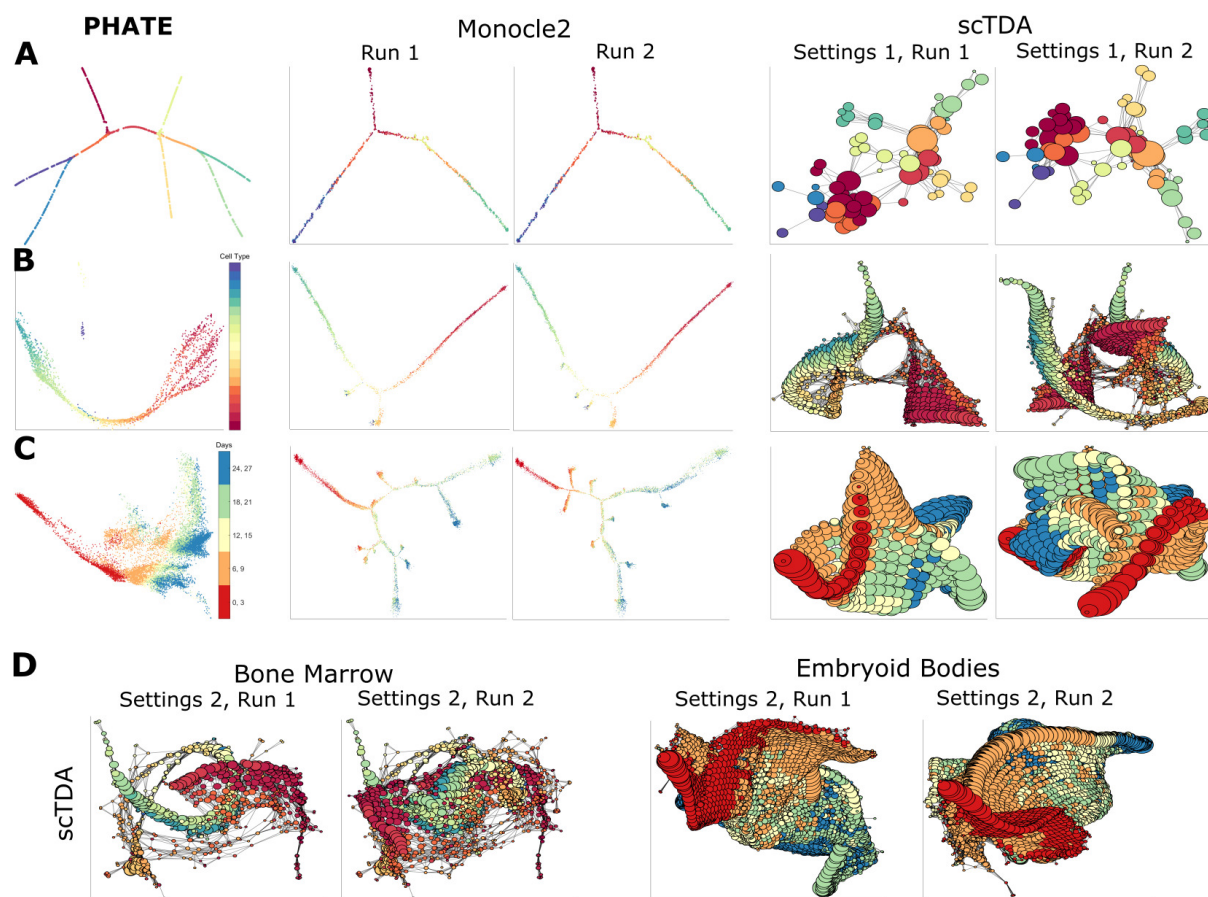 PHATE
Monocle2
scTDA
Run 1
Run 2
Settings 1, Run 1
Settings 1, Run 2
A
B
Cell Type
C
Days
24, 27
18, 21
12, 15
6, 9
0, 3
D
Bone Marrow
Embryoid Bodies
Settings 2, Run 1
Settings 2, Run 2
Settings 2, Run 1
Settings 2, Run 2
scTDA